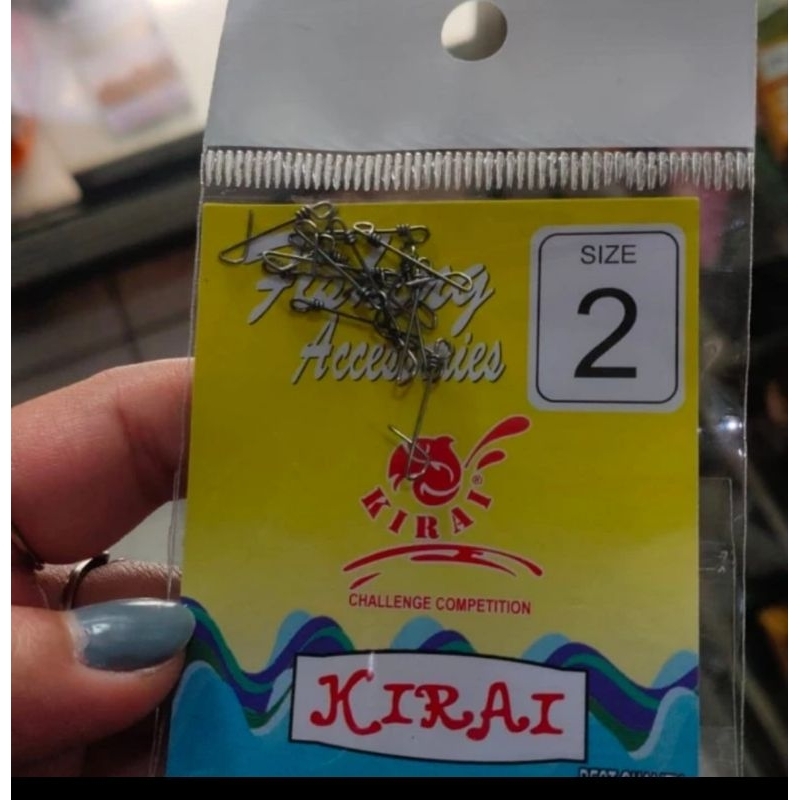 Fishing
Accessories
SIZE
2
KIRAI®
CHALLENGE COMPETITION
KIRAI